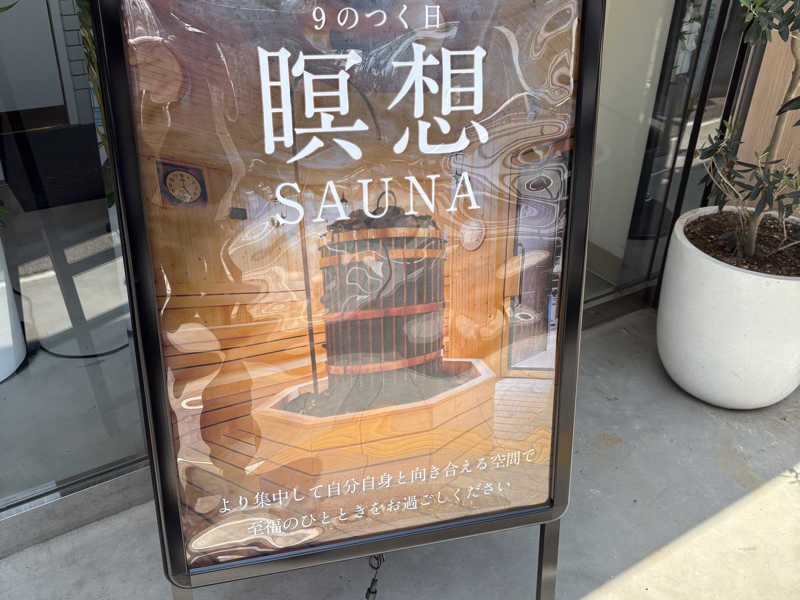 9のつく日
瞑想
SAUNA
より集中して自分自身と向き合える空間で
至福のひとときをお過ごしください